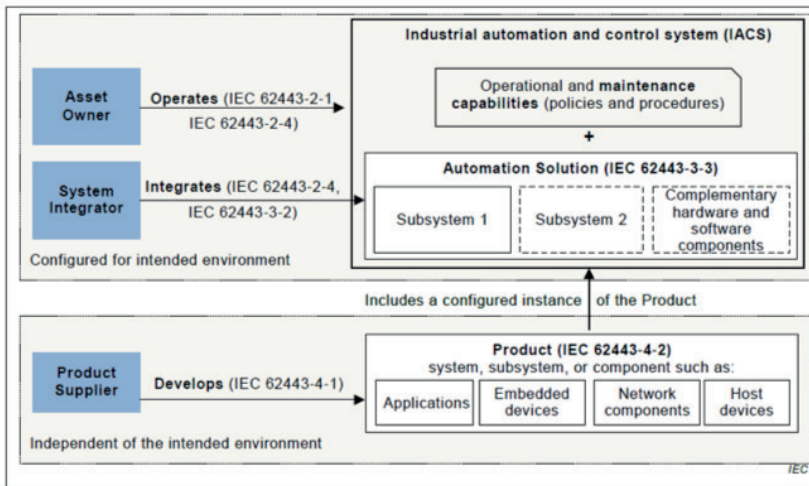 Industrial automation and control system (IACS)
Asset
Owner
Operates (IEC 62443-2-1
IEC 62443-2-4)
Operational and maintenance
capabilities (policies and procedures)
+
Automation Solution (IEC 62443-3-3)
System
Integrator
Integrates (IEC 62443-2-4,
IEC 62443-3-2)
Subsystem 1
Subsystem 2
Complementary
hardware and
software
components
Configured for intended environment
Includes a configured instance of the Product
Product (IEC 62443-4-2)
system, subsystem, or component such as:
Product
Supplier
Develops (IEC 62443-4-1)
Applications
Embedded
devices
Network
components
Host
devices
Independent of the intended environment
IEC